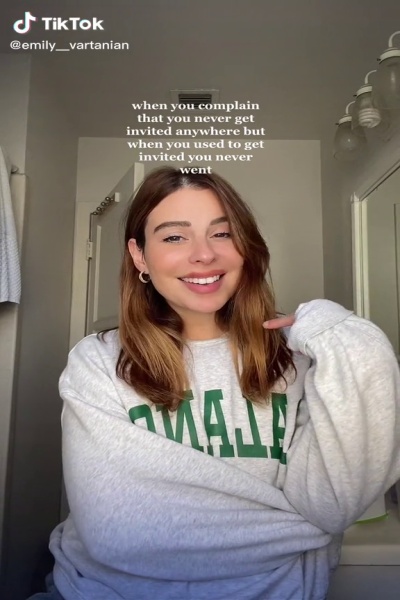 TikTok
@emily__vartanian
when you complain
that you never get
invited anywhere but
when you used to get
invited you never
went